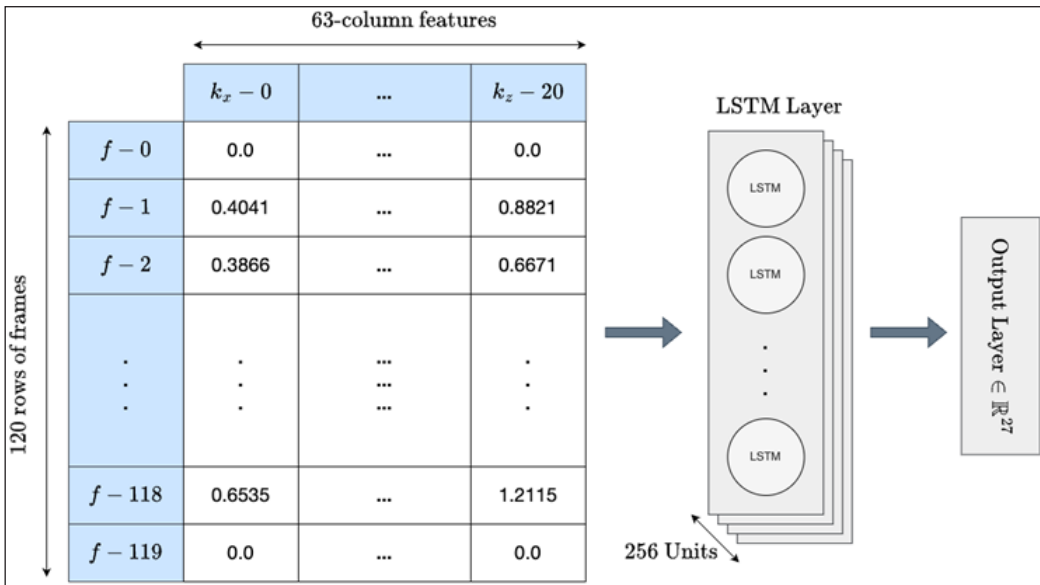 63-column features
k_x − 0 ... k_z − 20
f − 0 0.0 ... 0.0
f − 1 0.4041 ... 0.8821
f − 2 0.3866 ... 0.6671
. . ... .
. . ... .
. . ... .
f − 118 0.6535 ... 1.2115
f − 119 0.0 ... 0.0
120 rows of frames
LSTM Layer
LSTM
LSTM
.
.
.
LSTM
256 Units
Output Layer ∈ ℝ²⁷